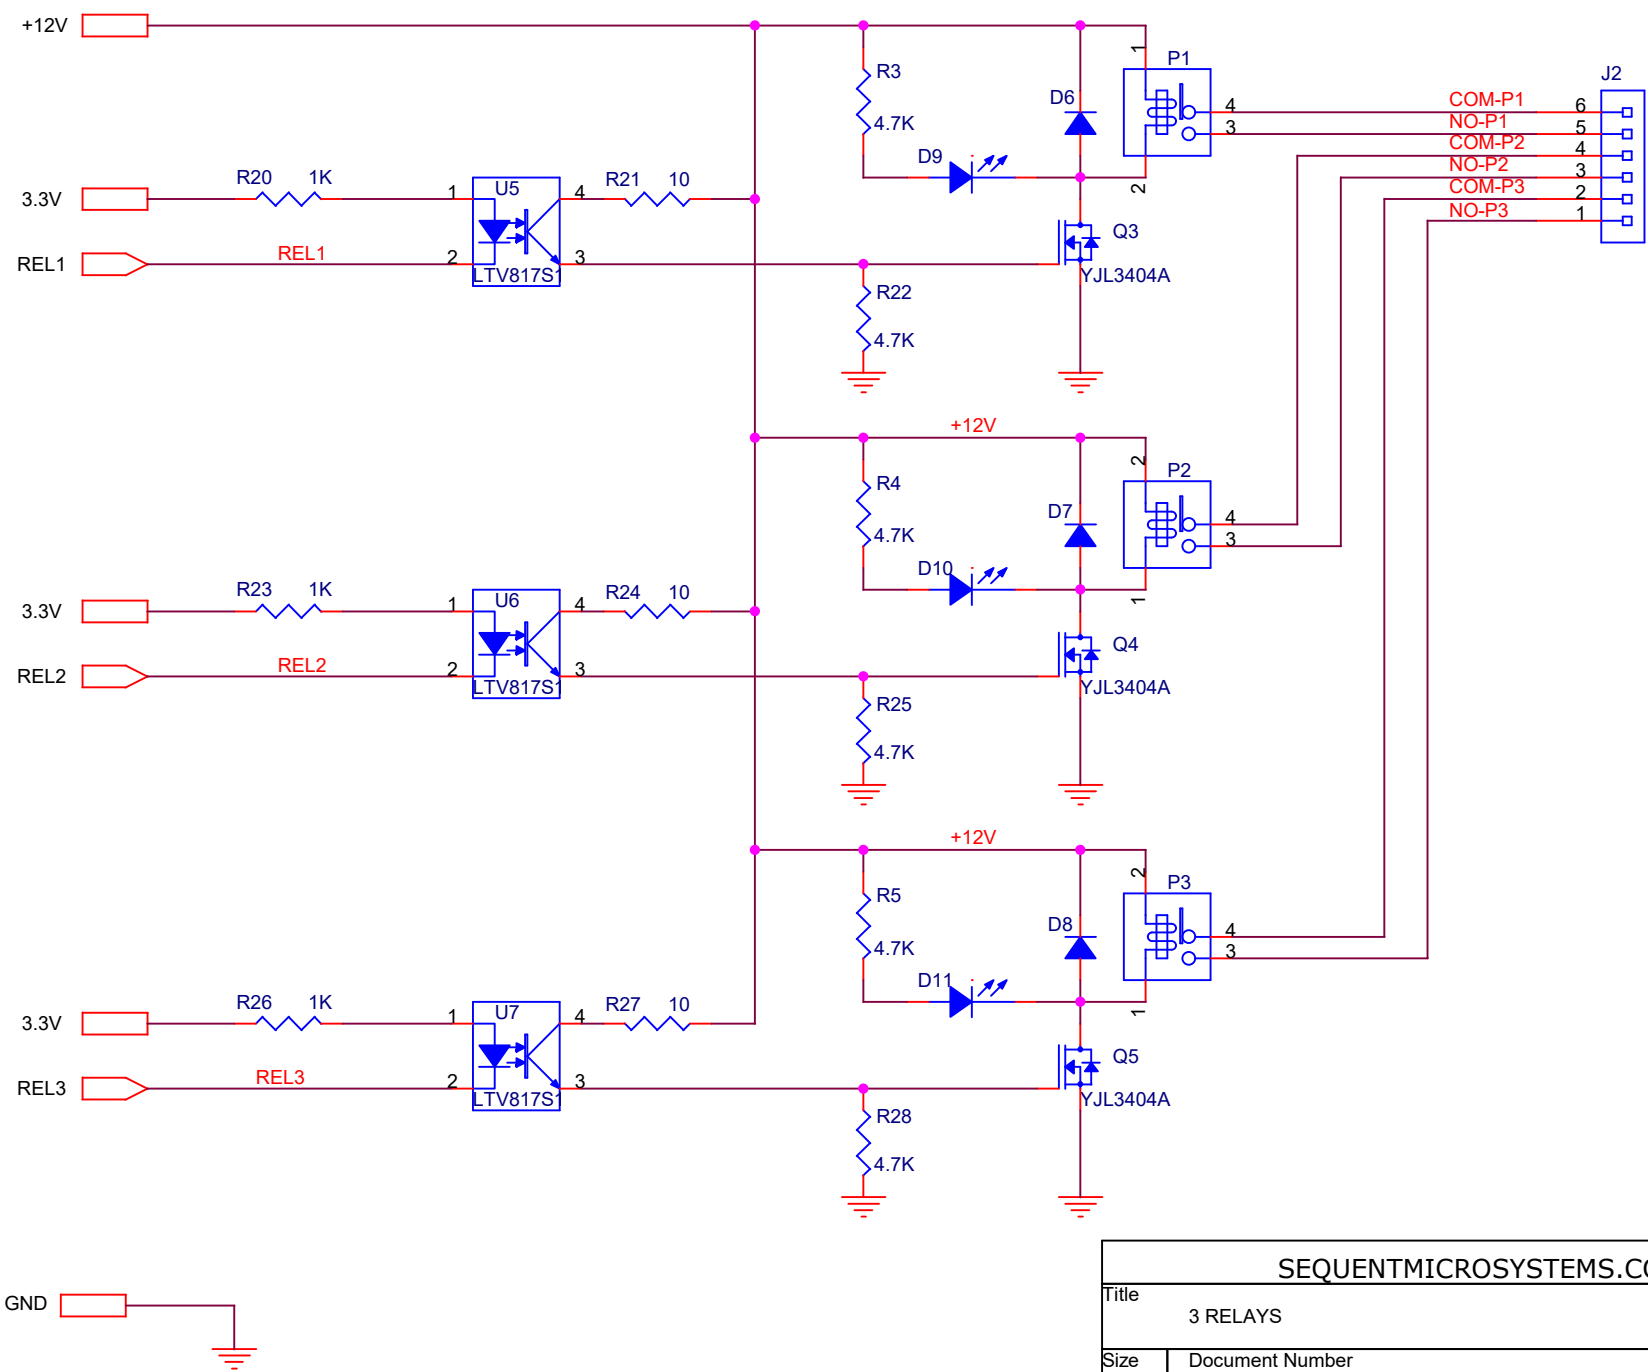 +12V
1
P1
J2
R3
4.7K
D6
4
COM-P1
6
3
NO-P1
5
COM-P2
4
D9
NO-P2
3
2
COM-P3
2
NO-P3
1
3.3V
R20
1K
1
U5
4
R21
10
REL1
REL1
2
LTV817S1
3
Q3
YJL3404A
R22
4.7K
+12V
2
P2
R4
4.7K
D7
4
3
D10
1
3.3V
R23
1K
1
U6
4
R24
10
REL2
REL2
2
LTV817S1
3
Q4
YJL3404A
R25
4.7K
+12V
2
P3
R5
4.7K
D8
4
3
D11
1
3.3V
R26
1K
1
U7
4
R27
10
REL3
REL3
2
LTV817S1
3
Q5
YJL3404A
R28
4.7K
GND
SEQUENTMICROSYSTEMS.CO
Title
3 RELAYS
Size
Document Number